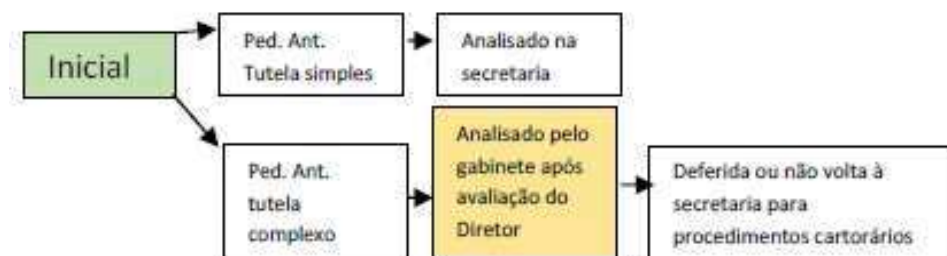 Inicial
Ped. Ant.
Tutela simples
Analisado na
secretaria
Ped. Ant.
tutela
complexo
Analisado pelo
gabinete após
avaliação do
Diretor
Deferida ou não volta à
secretaria para
procedimentos cartorários